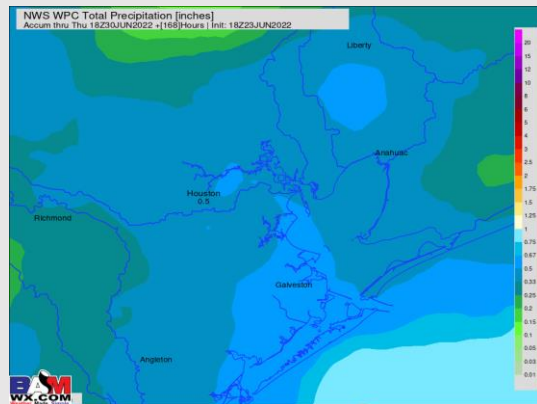 NWS WPC Total Precipitation [inches]
Accum thru Thu 18Z30JUN2022 +[168]Hours | Init: 18Z23JUN2022
Liberty
Anahuac
Houston
0.5
Richmond
Galveston
Angleton
20
15
12
10
8
6
5
4
3
2.5
2
1.75
1.5
1.25
1
0.75
0.67
0.5
0.33
0.25
0.2
0.15
0.1
0.05
0.03
0.01
BAM
WX.COM